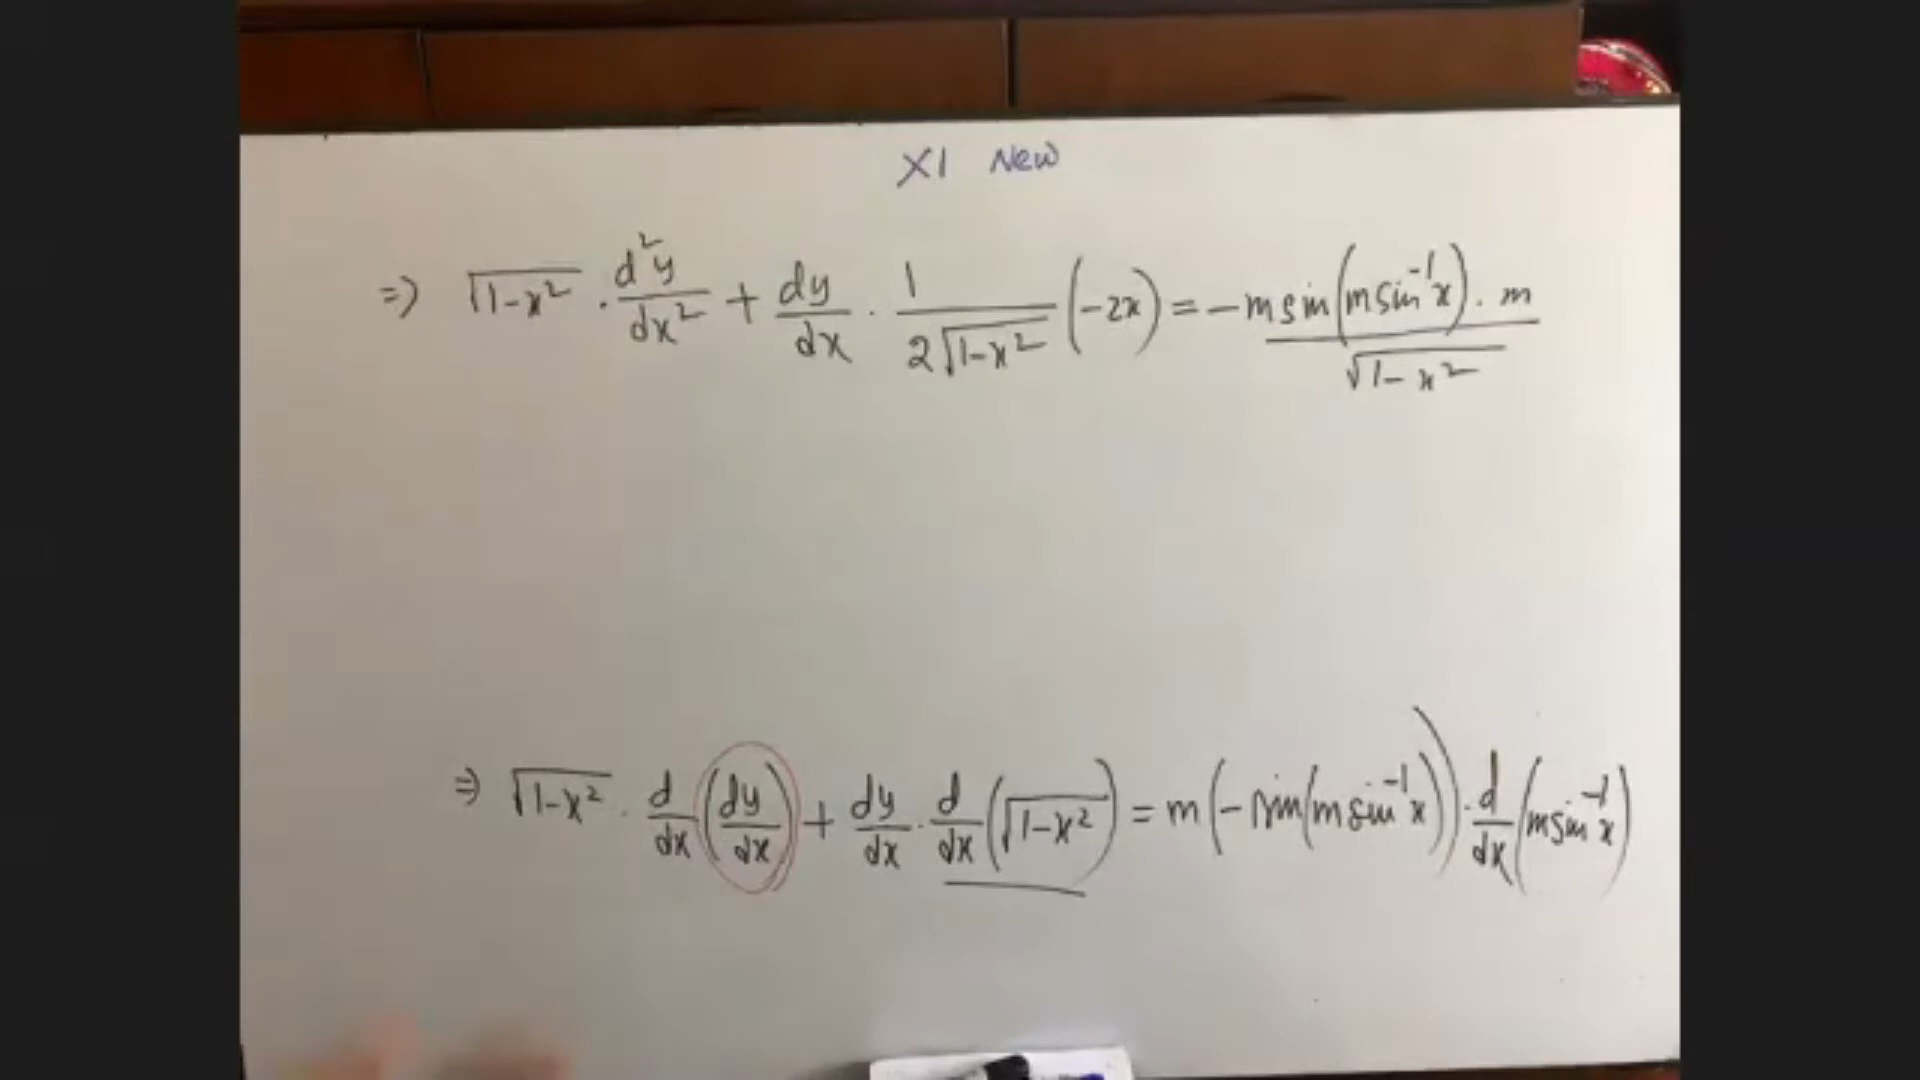 XI New
⇒ √(1-x²) · d²y/dx² + dy/dx · 1/(2√(1-x²)) (-2x) = - m sin(m sin⁻¹x) · m / √(1-x²)
⇒ √(1-x²) · d/dx (dy/dx) + dy/dx · d/dx (√(1-x²)) = m (- sin(m sin⁻¹x)) · d/dx (m sin⁻¹x)